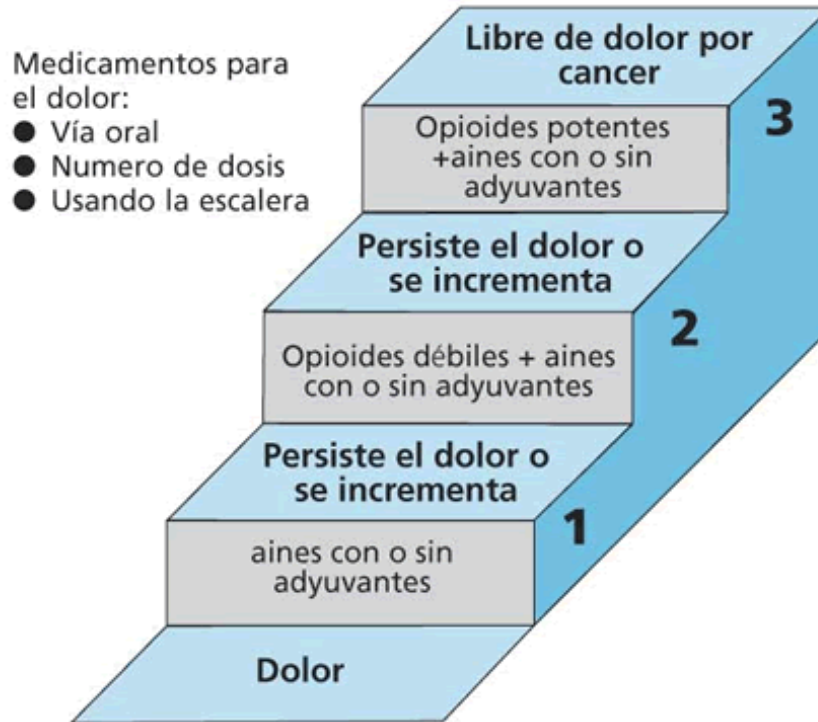 Medicamentos para
el dolor:
● Vía oral
● Numero de dosis
● Usando la escalera
Libre de dolor por
cancer
3
Opioides potentes
+aines con o sin
adyuvantes
Persiste el dolor o
se incrementa
2
Opioides débiles + aines
con o sin adyuvantes
Persiste el dolor o
se incrementa
1
aines con o sin
adyuvantes
Dolor